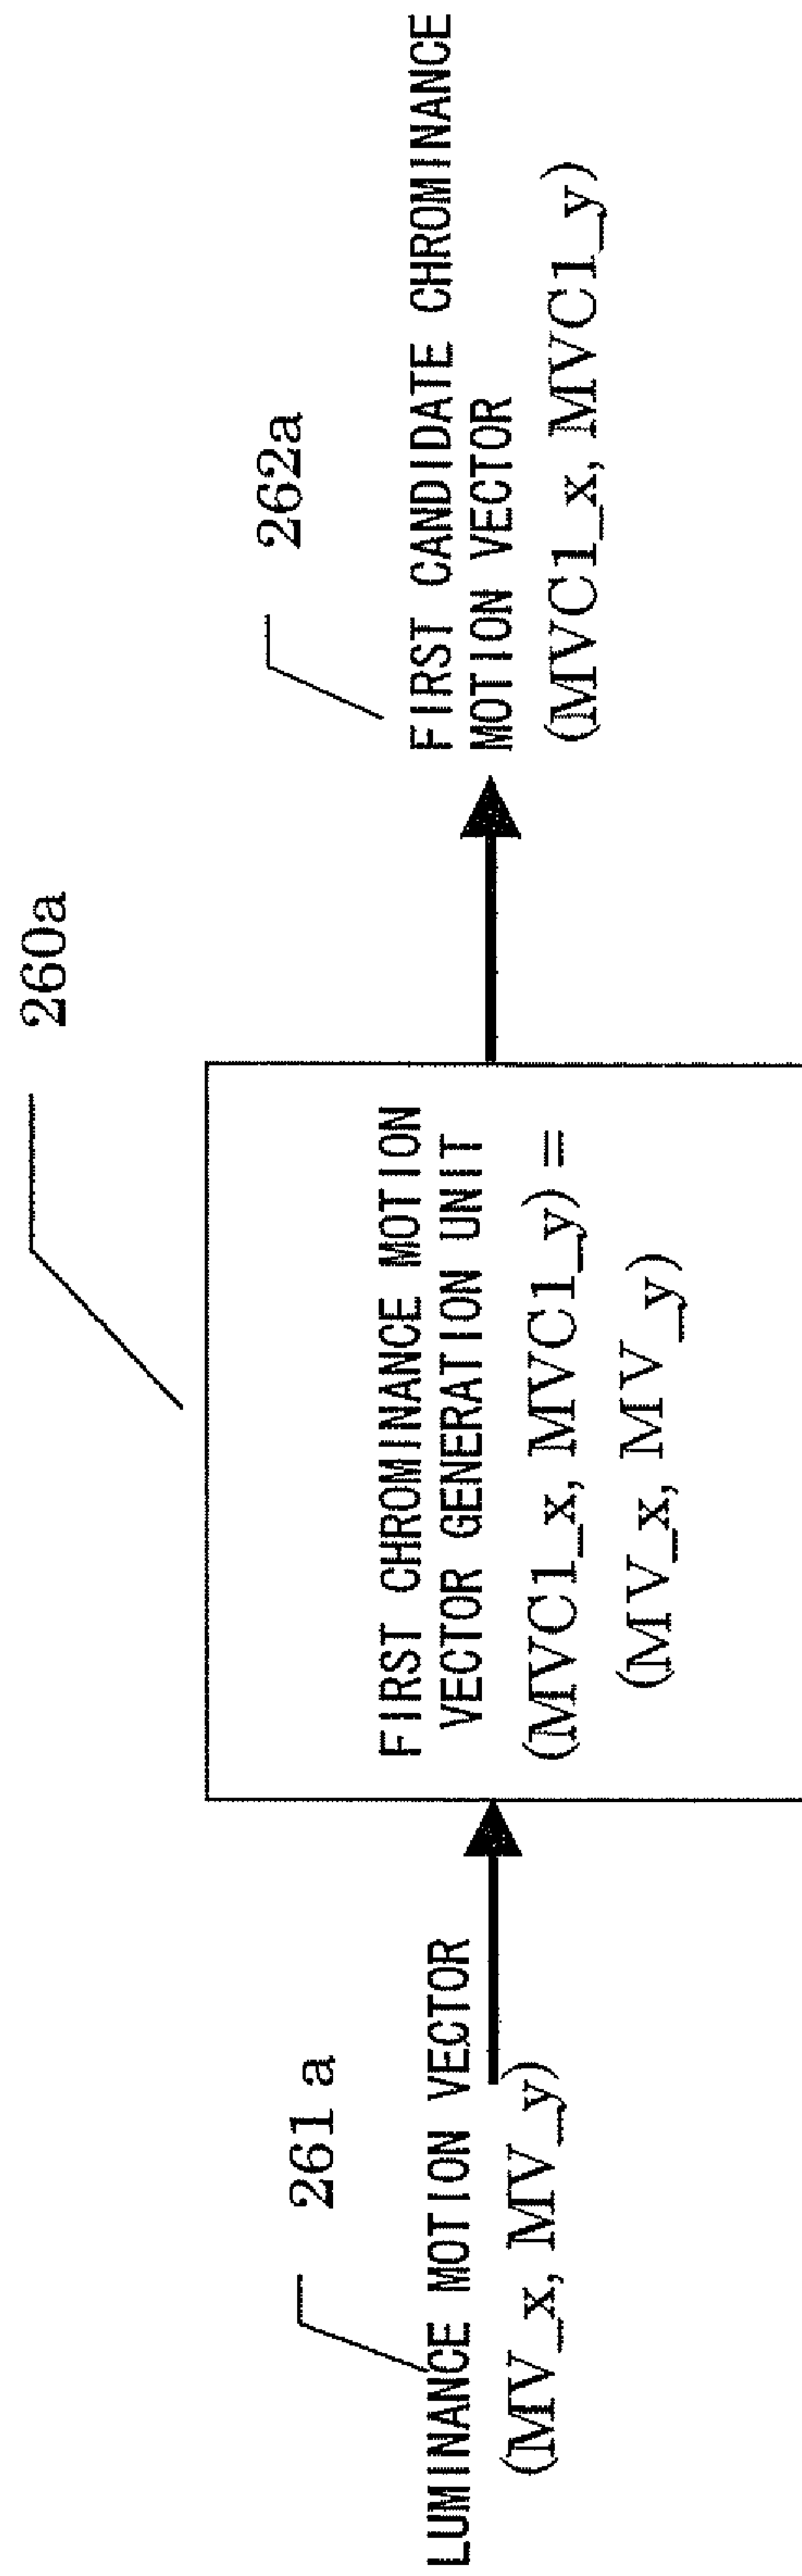 261a
LUMINANCE MOTION VECTOR
(MV_x, MV_y)
260a
FIRST CHROMINANCE MOTION
VECTOR GENERATION UNIT
(MVC1_x, MVC1_y) =
(MV_x, MV_y)
262a
FIRST CANDIDATE CHROMINANCE
MOTION VECTOR
(MVC1_x, MVC1_y)